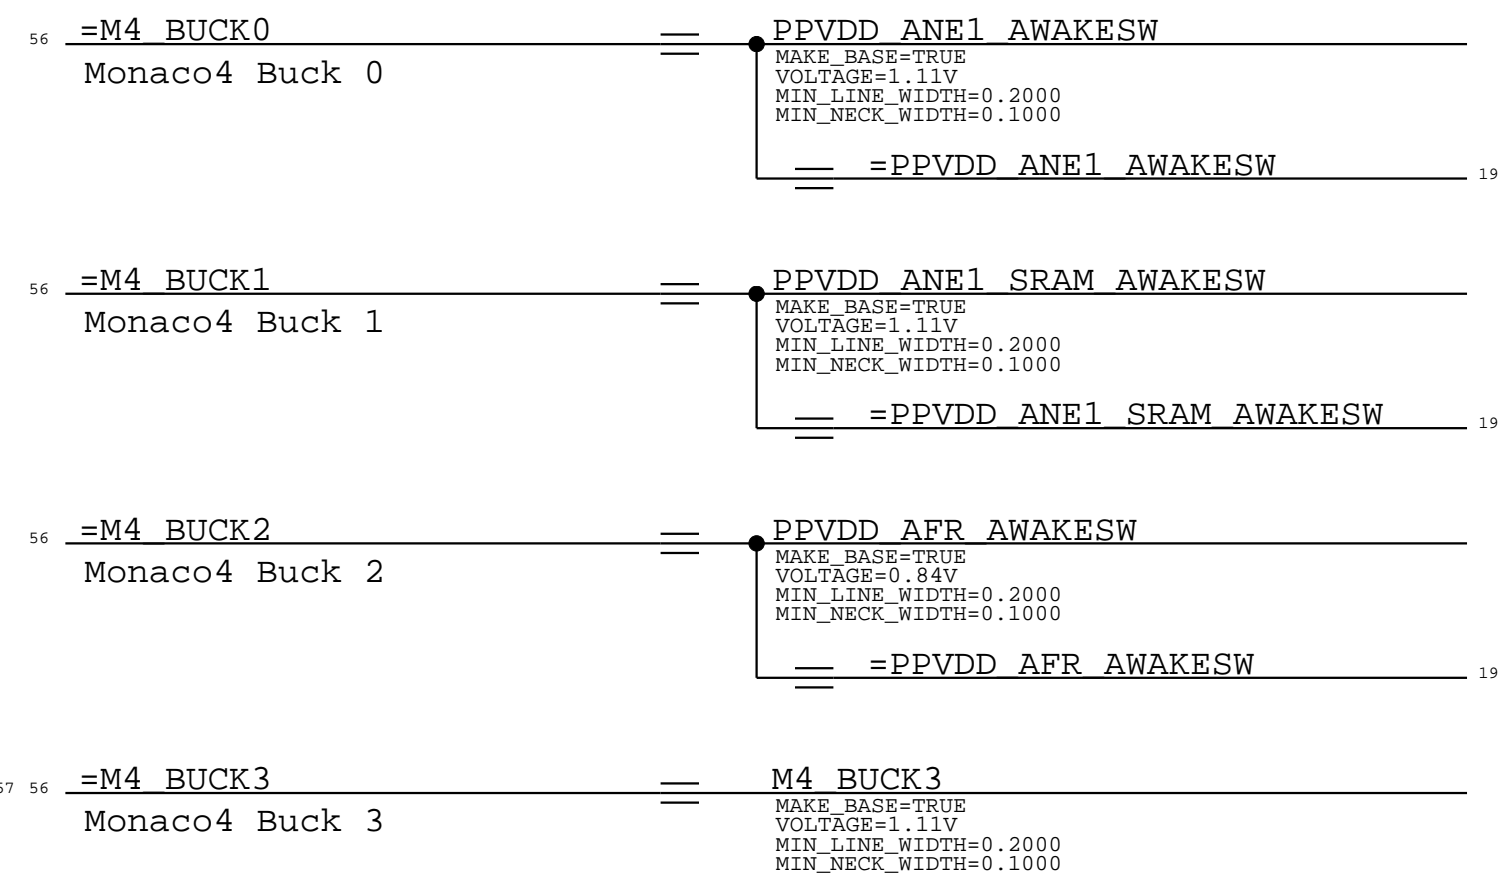 56 =M4_BUCK0 PPVDD_ANE1_AWAKESW
Monaco4 Buck 0
MAKE_BASE=TRUE
VOLTAGE=1.11V
MIN_LINE_WIDTH=0.2000
MIN_NECK_WIDTH=0.1000
=PPVDD_ANE1_AWAKESW 19
56 =M4_BUCK1 PPVDD_ANE1_SRAM_AWAKESW
Monaco4 Buck 1
MAKE_BASE=TRUE
VOLTAGE=1.11V
MIN_LINE_WIDTH=0.2000
MIN_NECK_WIDTH=0.1000
=PPVDD_ANE1_SRAM_AWAKESW 19
56 =M4_BUCK2 PPVDD_AFR_AWAKESW
Monaco4 Buck 2
MAKE_BASE=TRUE
VOLTAGE=0.84V
MIN_LINE_WIDTH=0.2000
MIN_NECK_WIDTH=0.1000
=PPVDD_AFR_AWAKESW 19
56 =M4_BUCK3 M4_BUCK3
Monaco4 Buck 3
MAKE_BASE=TRUE
VOLTAGE=1.11V
MIN_LINE_WIDTH=0.2000
MIN_NECK_WIDTH=0.1000